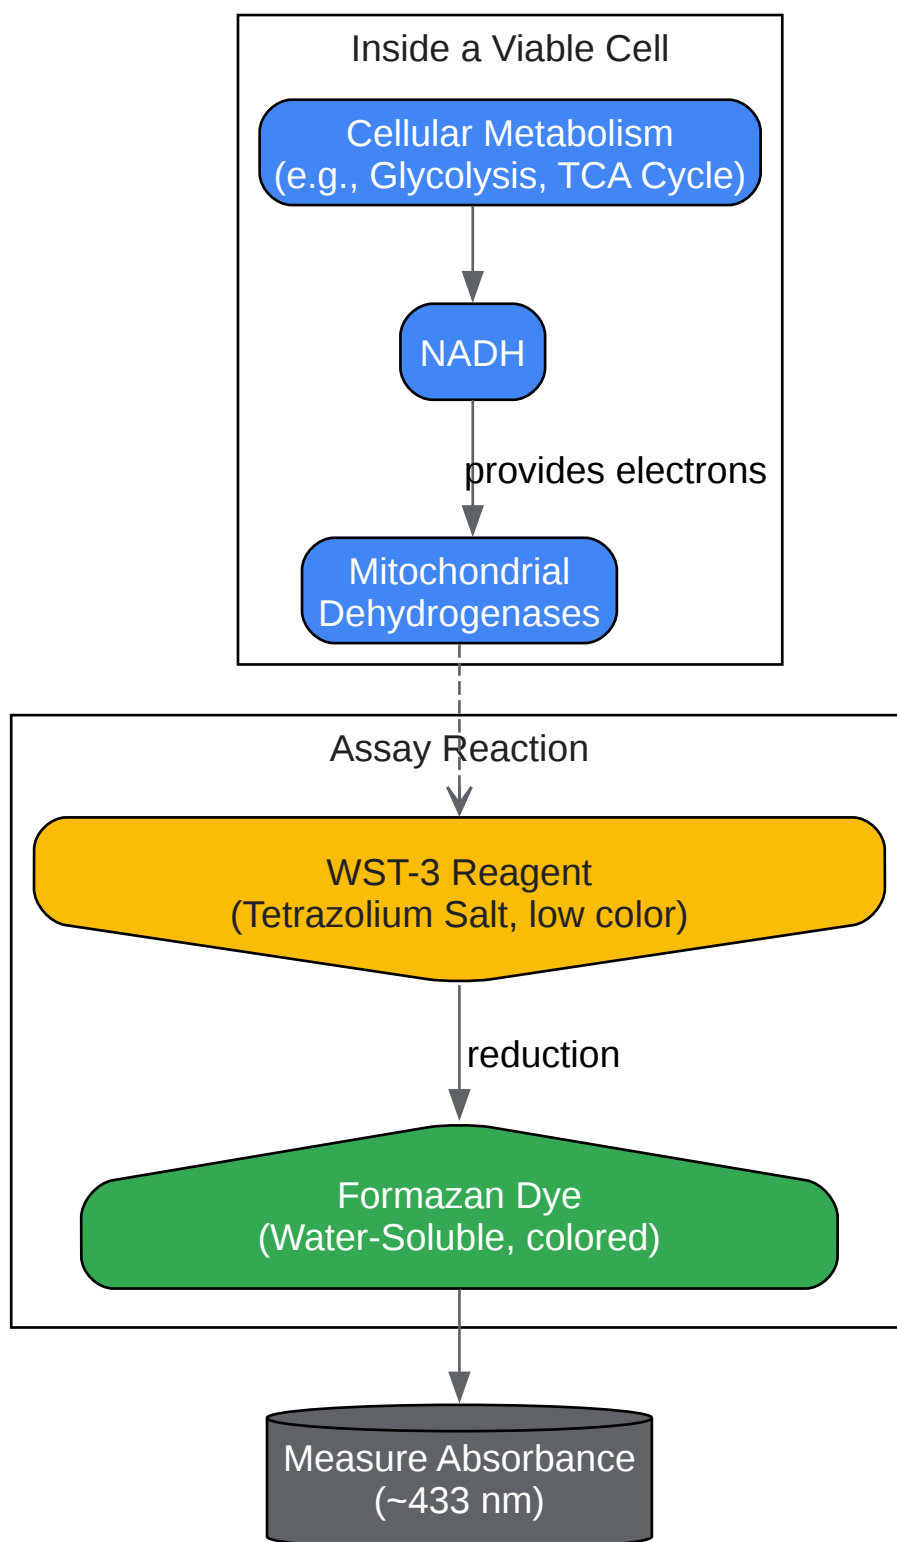 Inside a Viable Cell
Cellular Metabolism
(e.g., Glycolysis, TCA Cycle)
NADH
provides electrons
Mitochondrial
Dehydrogenases
Assay Reaction
WST-3 Reagent
(Tetrazolium Salt, low color)
reduction
Formazan Dye
(Water-Soluble, colored)
Measure Absorbance
(~433 nm)